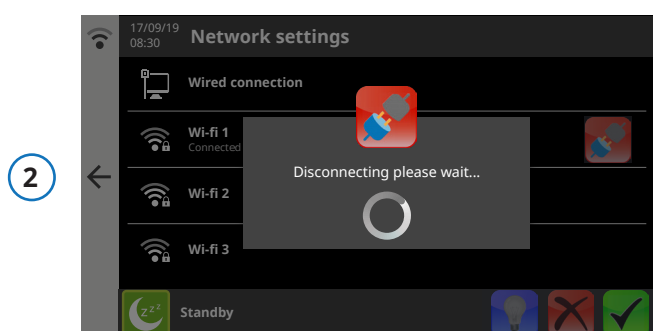 17/09/19
08:30
Network settings
Wired connection
Wi-fi 1
Connected
Disconnecting please wait...
2
Wi-fi 2
Wi-fi 3
zzz
Standby